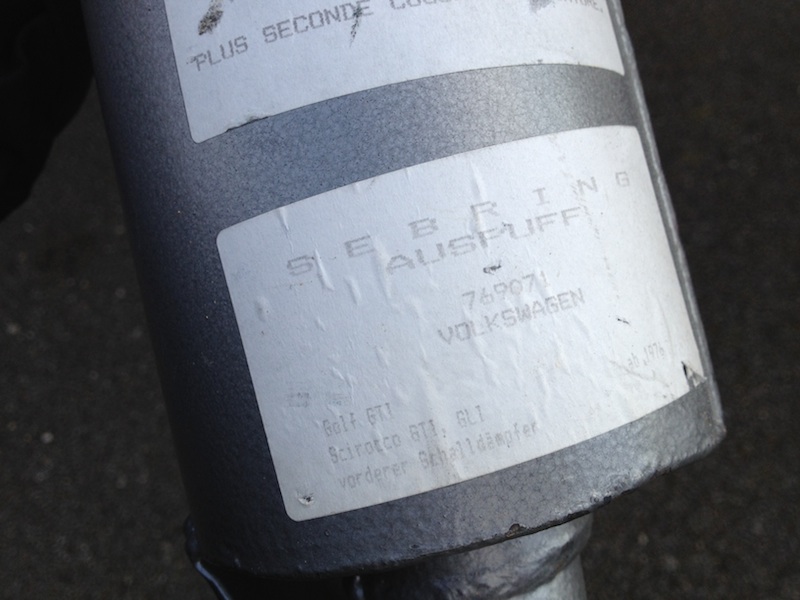 PLUS SECONDE
SEBRING
AUSPUFF
769071
VOLKSWAGEN
ab 1976
Golf GTI
Scirocco GTI, GLI
vorderer Schalldämpfer